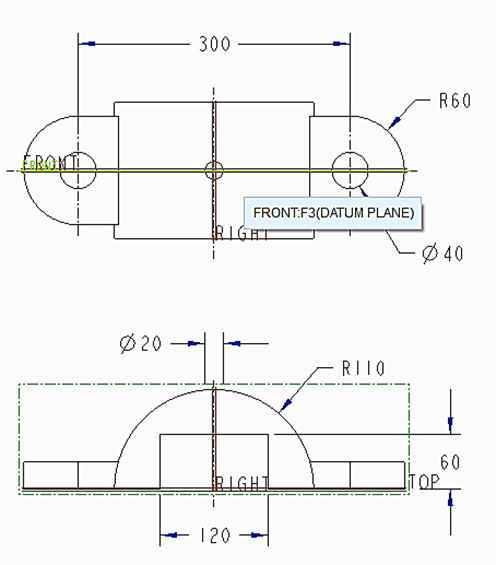 300
R60
FRONT
RIGHT
FRONT:F3(DATUM PLANE)
Ø40
Ø20
R110
60
RIGHT
TOP
120